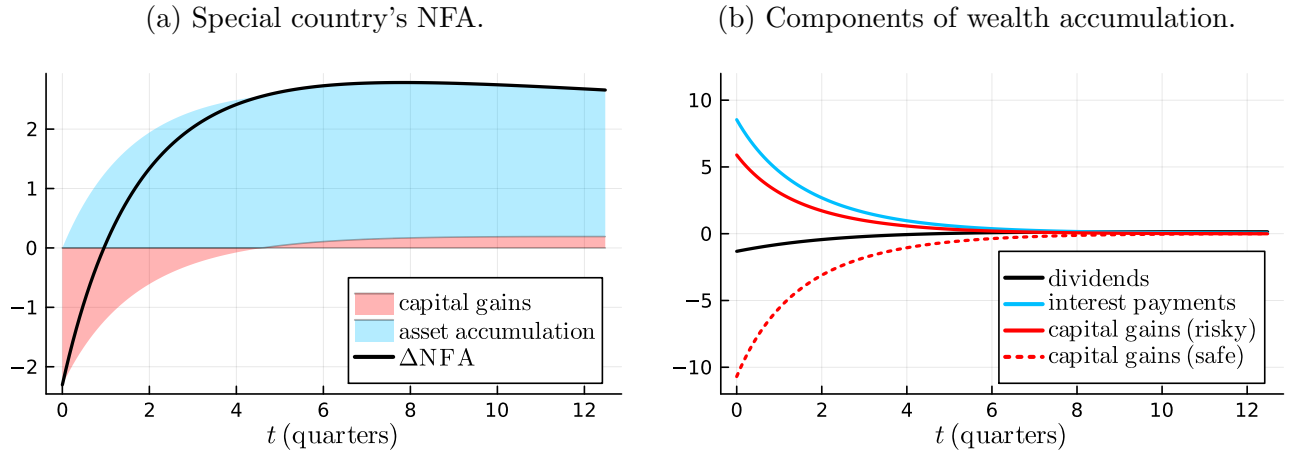 (a) Special country's NFA.
2
1
0
−1
−2
capital gains
asset accumulation
ΔNFA
0 2 4 6 8 10 12
t (quarters)
(b) Components of wealth accumulation.
10
5
0
−5
−10
dividends
interest payments
capital gains (risky)
capital gains (safe)
0 2 4 6 8 10 12
t (quarters)